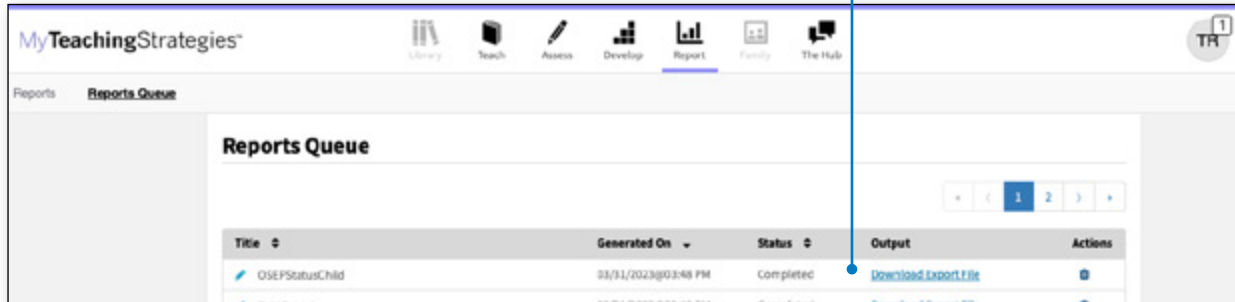 MyTeachingStrategies™
Library Teach Assess Develop Report Family The Hub
TR 1
Reports Reports Queue
Reports Queue
« ‹ 1 2 › »
Title Generated On Status Output Actions
OSEPStatusChild 03/31/2023@03:48 PM Completed Download Export File